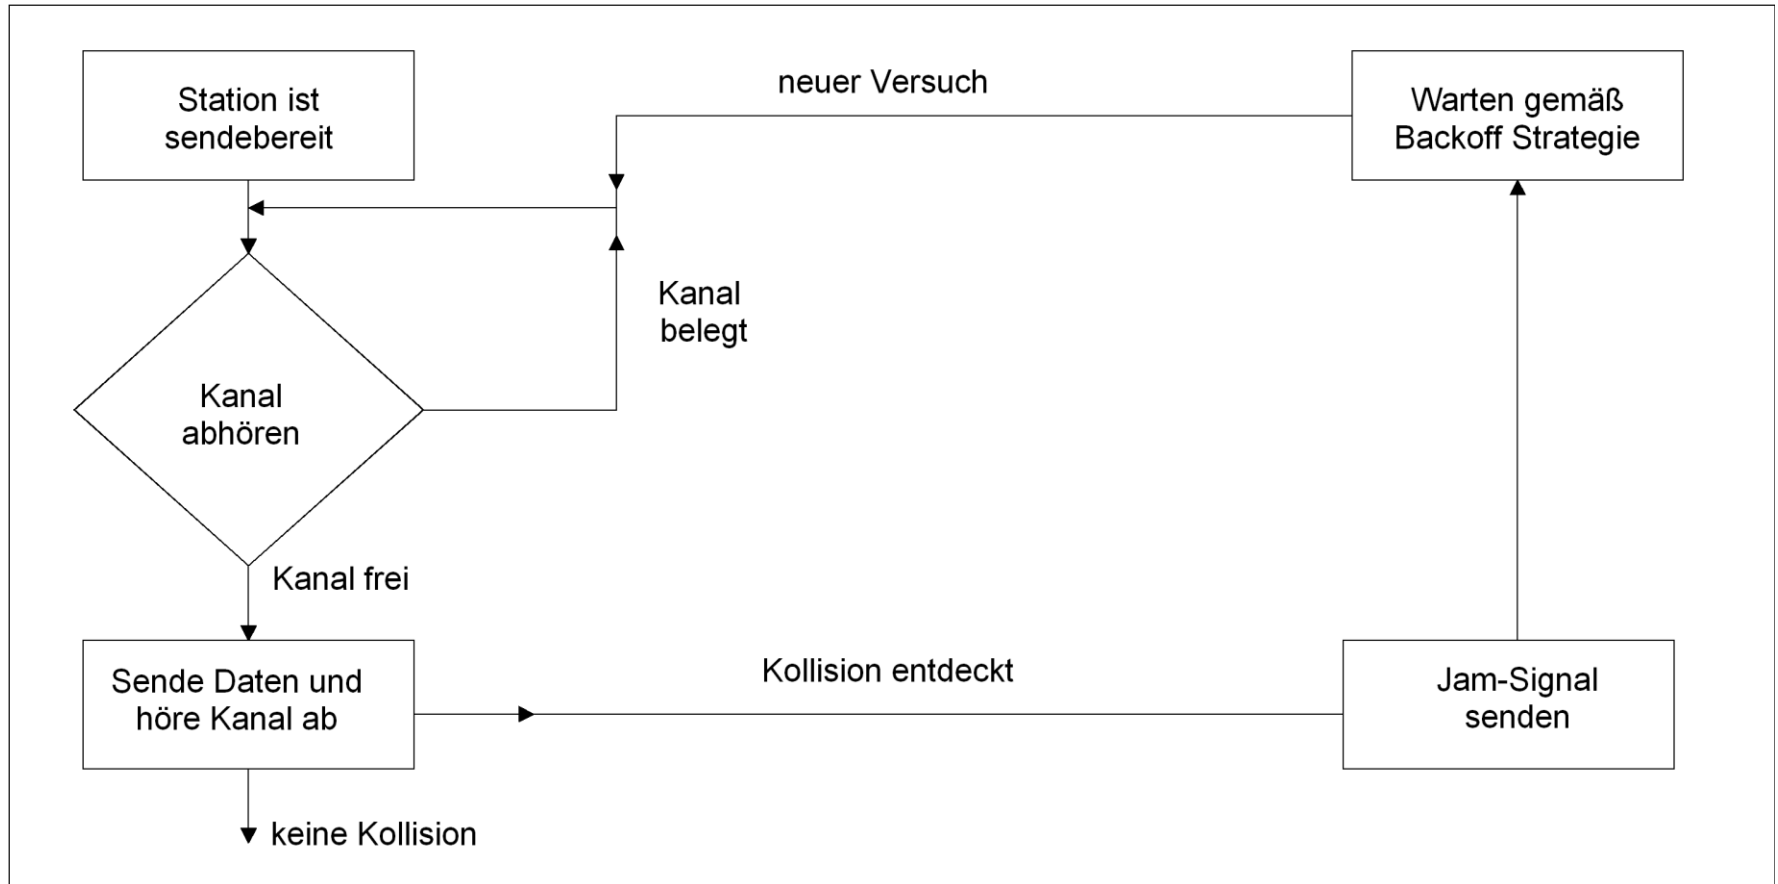 Station ist
sendebereit
neuer Versuch
Warten gemäß
Backoff Strategie
Kanal
belegt
Kanal
abhören
Kanal frei
Sende Daten und
höre Kanal ab
Kollision entdeckt
Jam-Signal
senden
keine Kollision